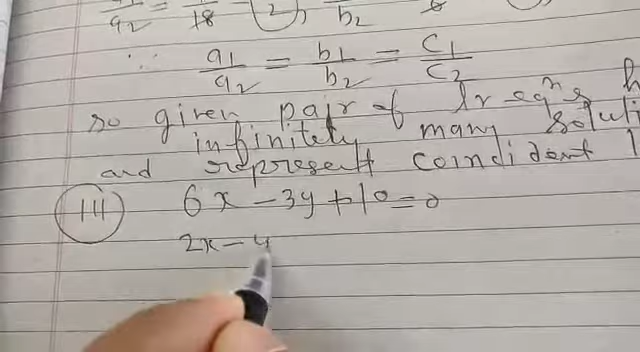 ∵ a1/a2 = b1/b2 = c1/c2
so given pair of lr eqns h
infinitely many soluti
and represent coindident l
(III) 6x - 3y + 10 = 0
2x - y